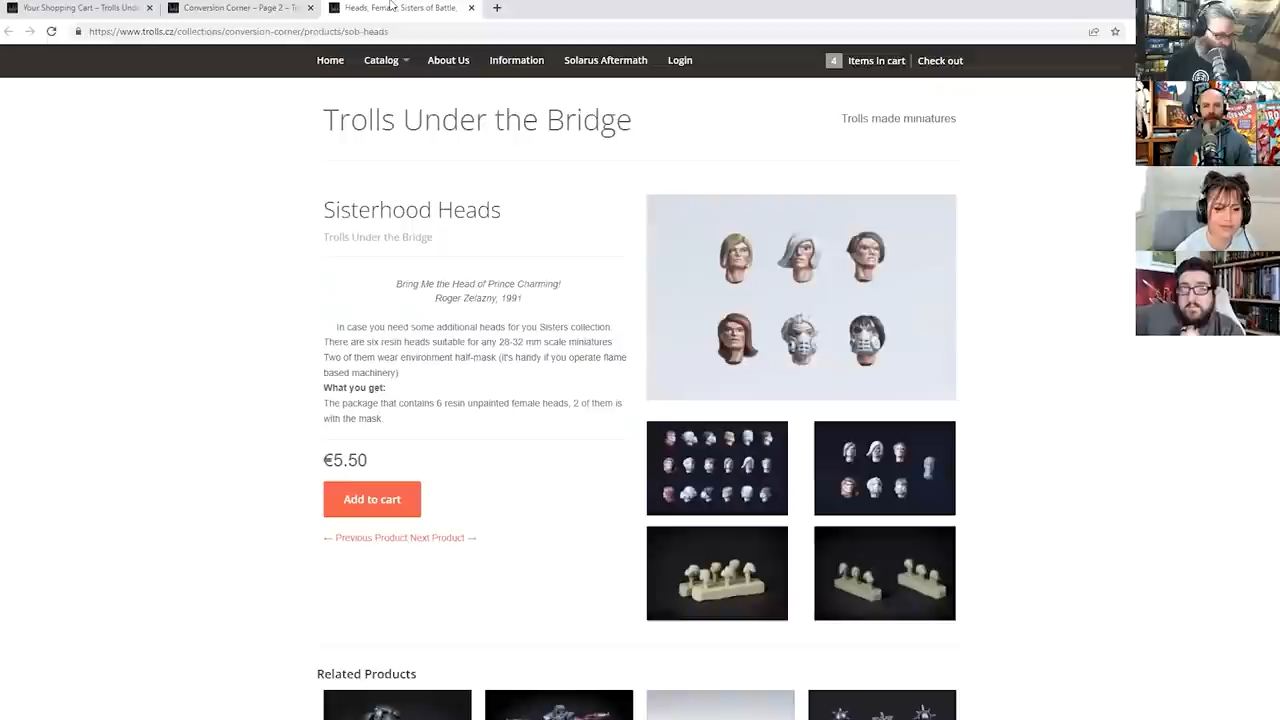 Your Shopping Cart – Trolls Unde
Conversion Corner – Page 2 – Tr
Heads, Female, Sisters of Battle,
https://www.trolls.cz/collections/conversion-corner/products/sob-heads
Home
Catalog
About Us
Information
Solarus Aftermath
Login
4
Items in cart
Check out
Trolls Under the Bridge
Trolls made miniatures
Sisterhood Heads
Trolls Under the Bridge
Bring Me the Head of Prince Charming!
Roger Zelazny, 1991
In case you need some additional heads for you Sisters collection.
There are six resin heads suitable for any 28-32 mm scale miniatures
Two of them wear environment half-mask (it's handy if you operate flame
based machinery)
What you get:
The package that contains 6 resin unpainted female heads, 2 of them is
with the mask.
€5.50
Add to cart
← Previous Product Next Product →
Related Products